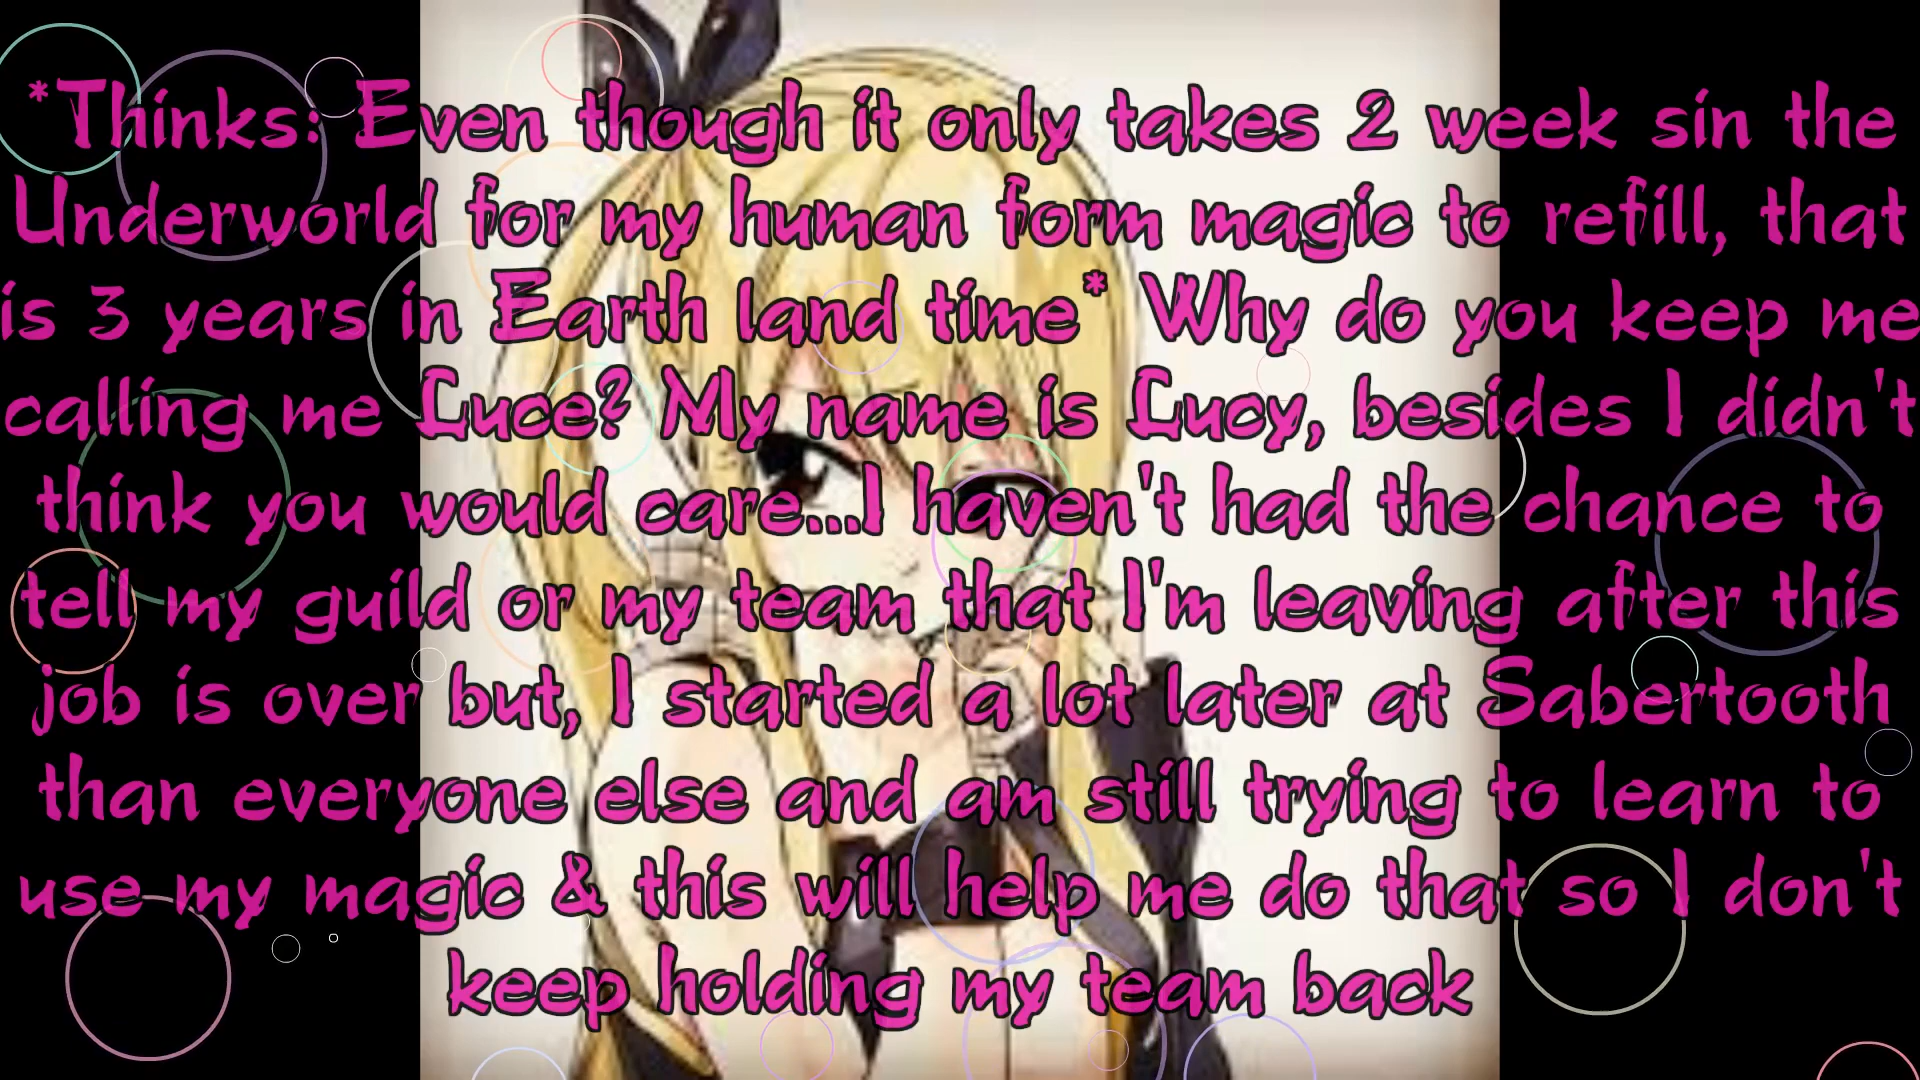 *Thinks: Even though it only takes 2 week sin the
Underworld for my human form magic to refill, that
is 3 years in Earth land time* Why do you keep me
calling me Luce? My name is Lucy, besides I didn't
think you would care...I haven't had the chance to
tell my guild or my team that I'm leaving after this
job is over but, I started a lot later at Sabertooth
than everyone else and am still trying to learn to
use my magic & this will help me do that so I don't
keep holding my team back